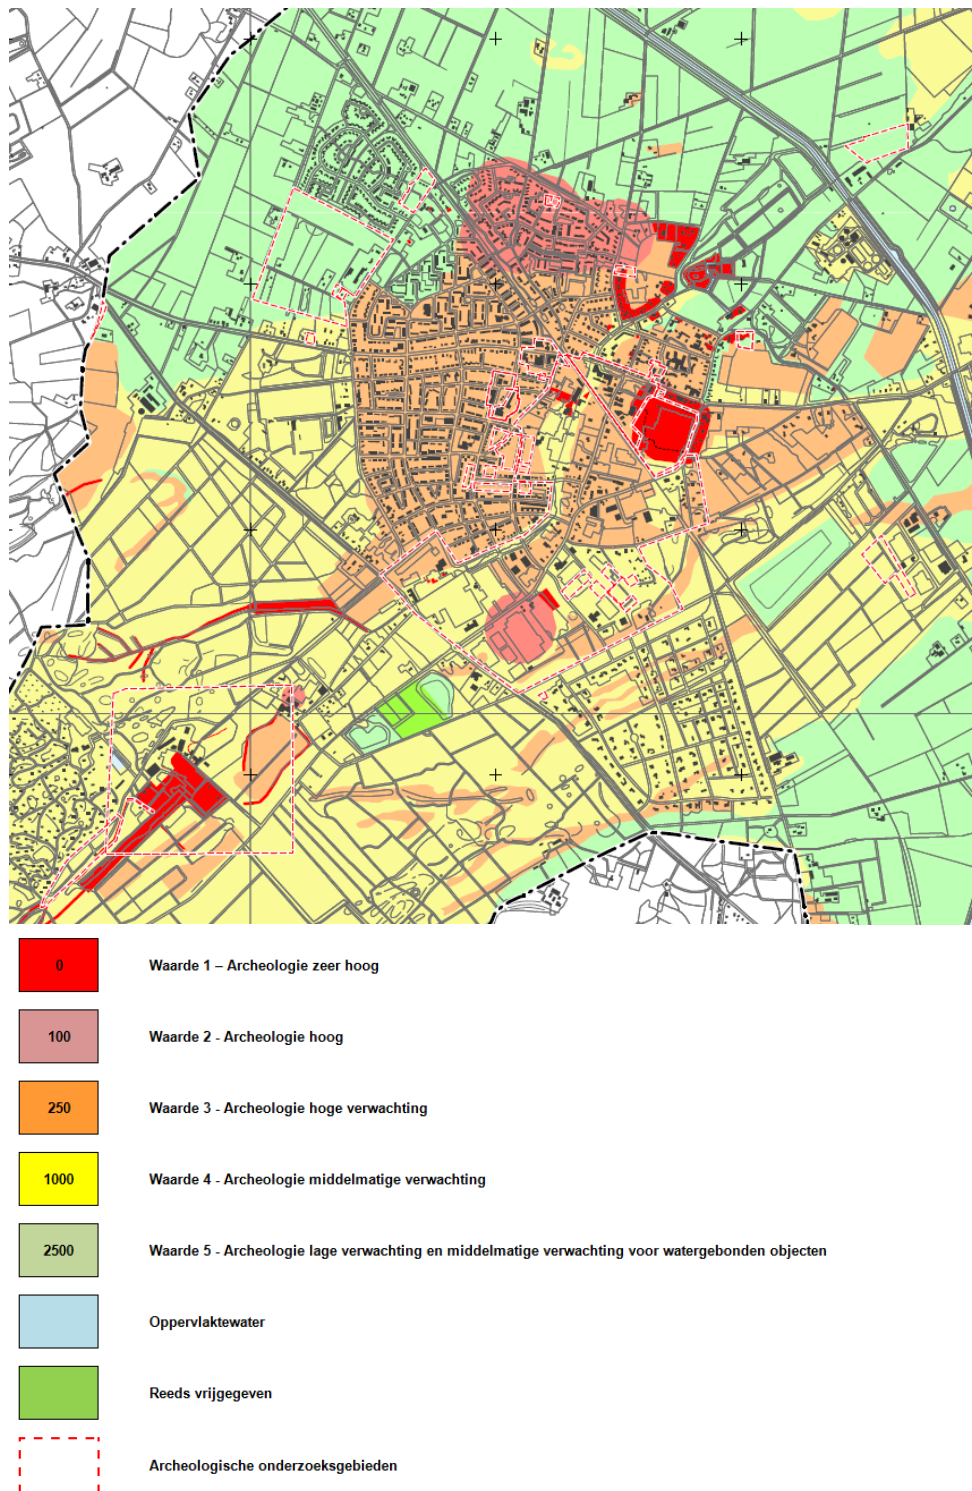 0 Waarde 1 – Archeologie zeer hoog
100 Waarde 2 - Archeologie hoog
250 Waarde 3 - Archeologie hoge verwachting
1000 Waarde 4 - Archeologie middelmatige verwachting
2500 Waarde 5 - Archeologie lage verwachting en middelmatige verwachting voor watergebonden objecten
Oppervlaktewater
Reeds vrijgegeven
Archeologische onderzoeksgebieden